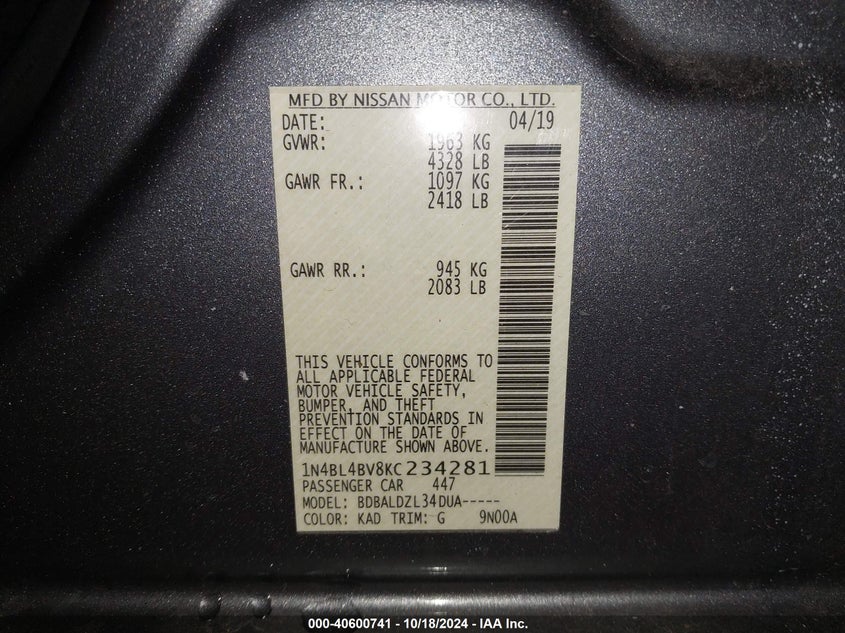 MFD BY NISSAN MOTOR CO., LTD.
DATE: 04/19
GVWR: 1963 KG
4328 LB
GAWR FR.: 1097 KG
2418 LB
GAWR RR.: 945 KG
2083 LB
THIS VEHICLE CONFORMS TO
ALL APPLICABLE FEDERAL
MOTOR VEHICLE SAFETY,
BUMPER, AND THEFT
PREVENTION STANDARDS IN
EFFECT ON THE DATE OF
MANUFACTURE SHOWN ABOVE.
1N4BL4BV8KC234281
PASSENGER CAR 447
MODEL: BDBALDZL34DUA-----
COLOR: KAD TRIM: G 9N00A
000-40600741 - 10/18/2024 - IAA Inc.